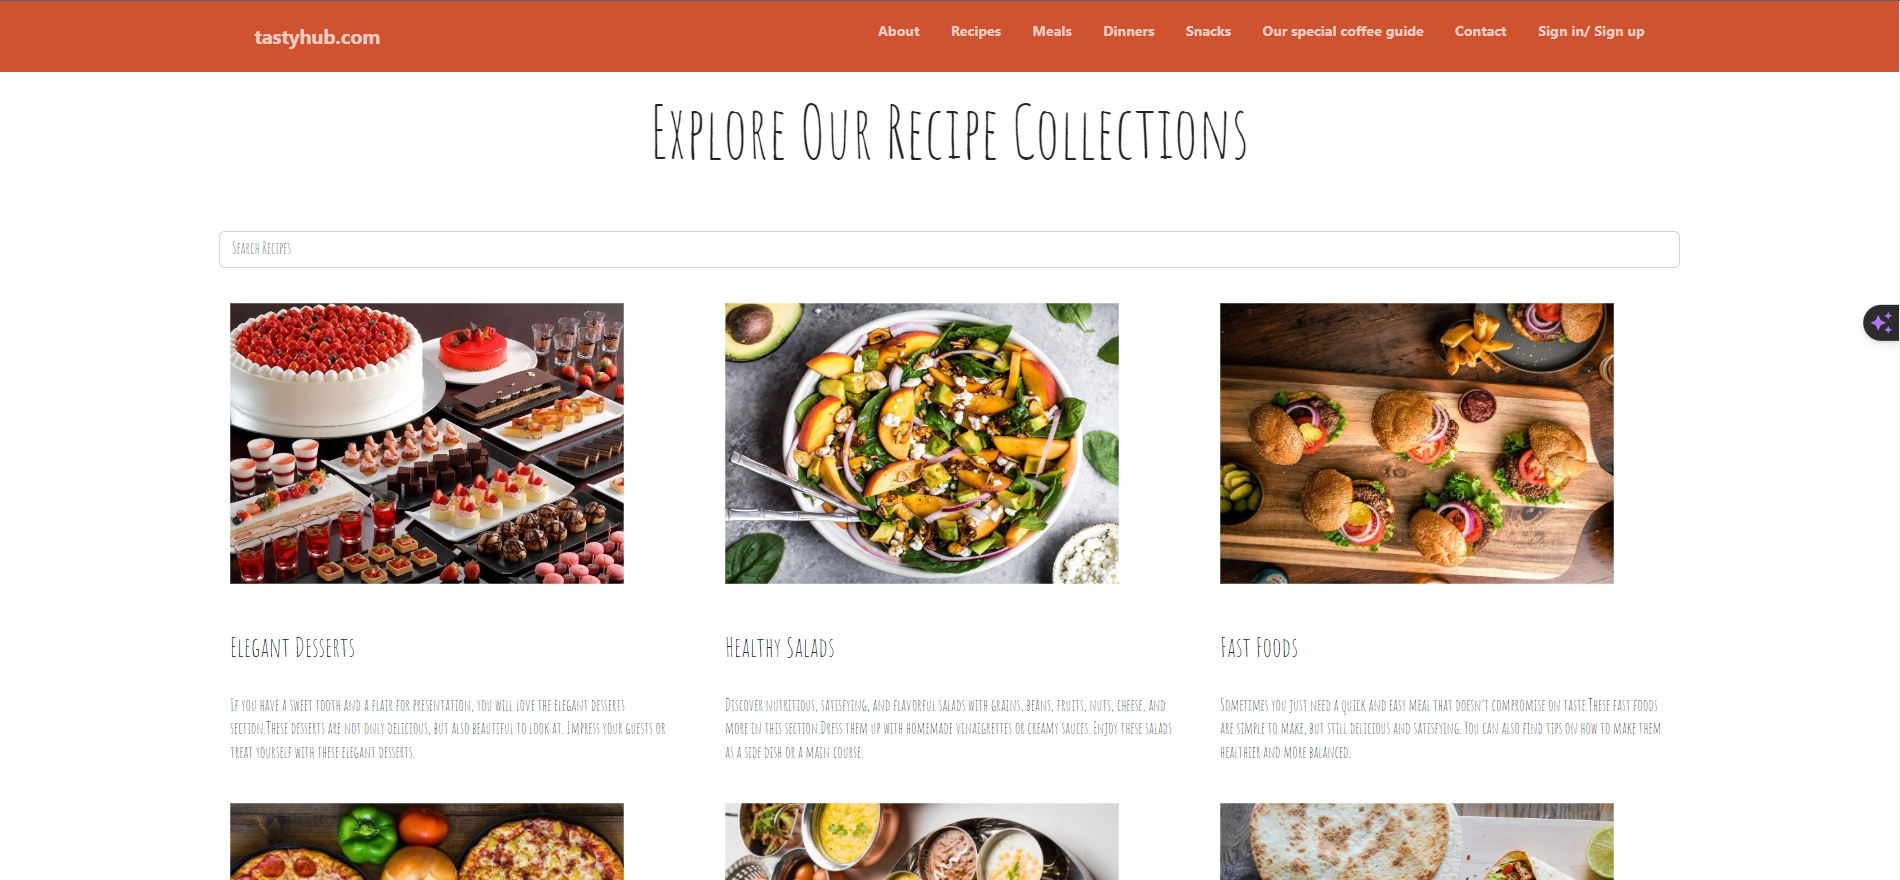 tastyhub.com
About Recipes Meals Dinners Snacks Our special coffee guide Contact Sign in/ Sign up
Explore Our Recipe Collections
Search Recipes
Elegant Desserts
If you have a sweet tooth and a flair for presentation, you will love the elegant desserts
section.These desserts are not only delicious, but also beautiful to look at. Impress your guests or
treat yourself with these elegant desserts.
Healthy Salads
Discover nutritious, satisfying, and flavorful salads with grains, beans, fruits, nuts, cheese, and
more in this section.Dress them up with homemade vinaigrettes or creamy sauces. Enjoy these salads
as a side dish or a main course.
Fast Foods
Sometimes you just need a quick and easy meal that doesn't compromise on taste.These fast foods
are simple to make, but still delicious and satisfying. You can also find tips on how to make them
healthier and more balanced.